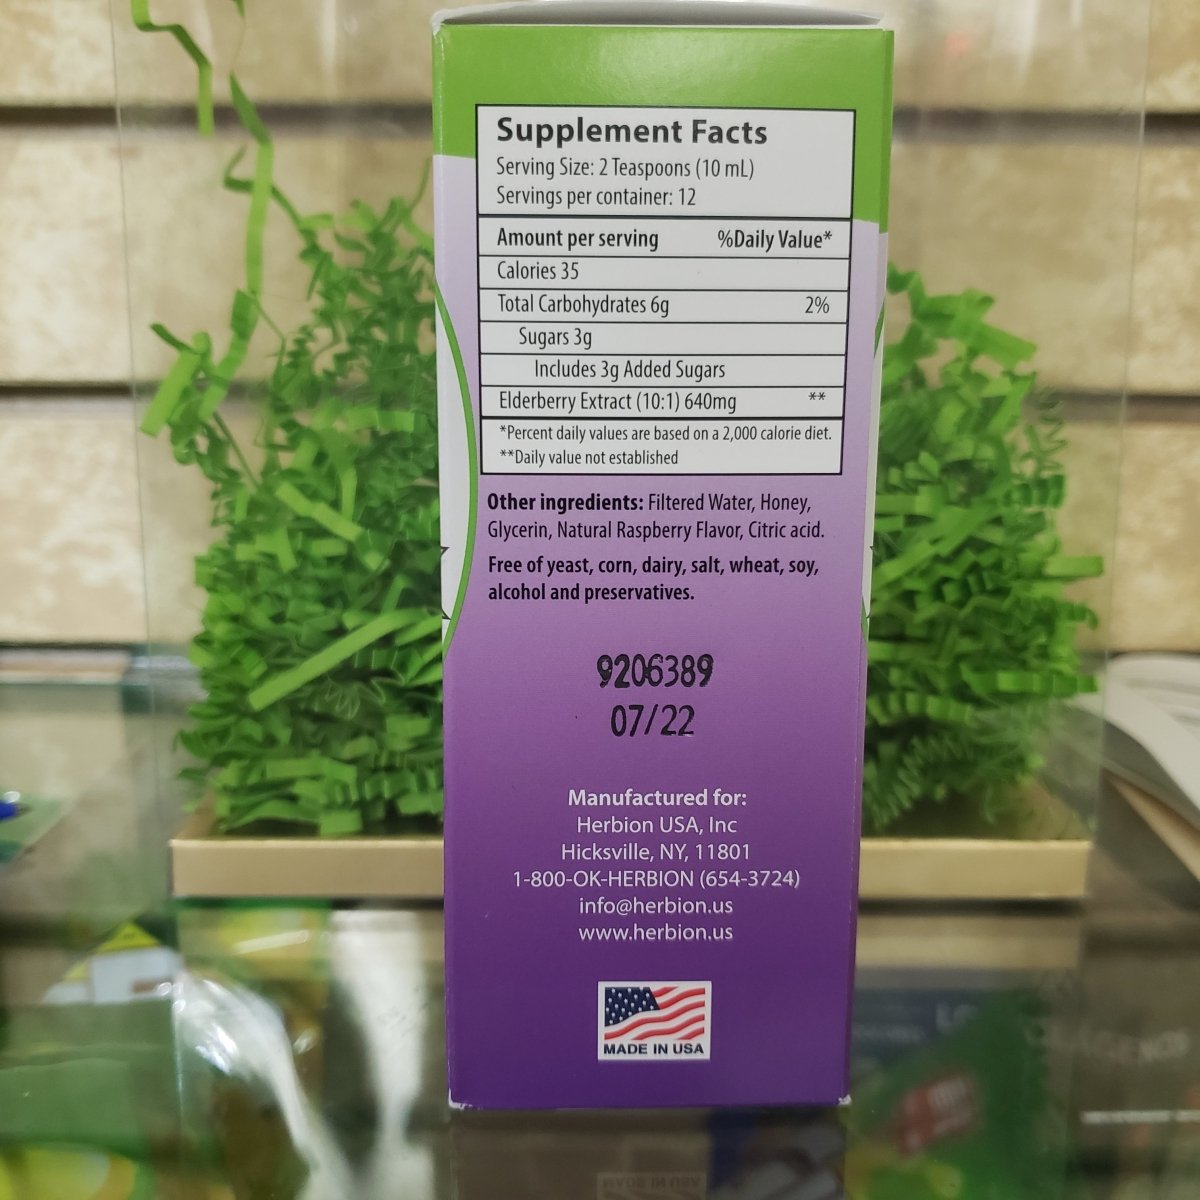 Supplement Facts
Serving Size: 2 Teaspoons (10 mL)
Servings per container: 12
Amount per serving %Daily Value*
Calories 35
Total Carbohydrates 6g 2%
Sugars 3g
Includes 3g Added Sugars
Elderberry Extract (10:1) 640mg **
*Percent daily values are based on a 2,000 calorie diet.
**Daily value not established
Other ingredients: Filtered Water, Honey,
Glycerin, Natural Raspberry Flavor, Citric acid.
Free of yeast, corn, dairy, salt, wheat, soy,
alcohol and preservatives.
9206389
07/22
Manufactured for:
Herbion USA, Inc
Hicksville, NY, 11801
1-800-OK-HERBION (654-3724)
info@herbion.us
www.herbion.us
MADE IN USA